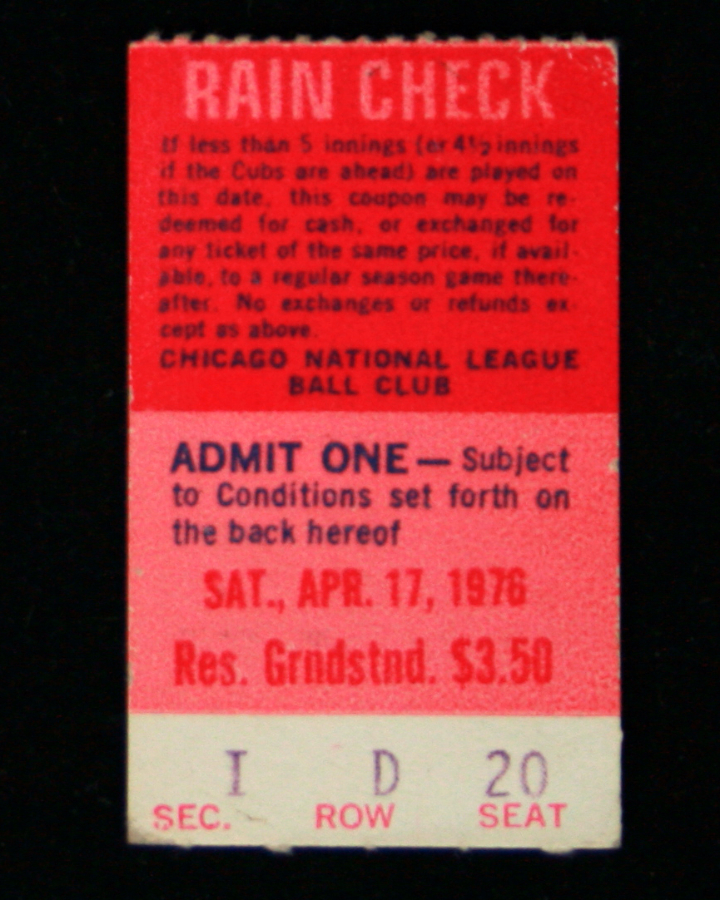 RAIN CHECK
If less than 5 innings (or 4½ innings
if the Cubs are ahead) are played on
this date, this coupon may be re-
deemed for cash, or exchanged for
any ticket of the same price, if avail-
able, to a regular season game there-
after. No exchanges or refunds ex-
cept as above.
CHICAGO NATIONAL LEAGUE
BALL CLUB
ADMIT ONE — Subject
to Conditions set forth on
the back hereof
SAT., APR. 17, 1976
Res. Grndstnd. $3.50
I D 20
SEC. ROW SEAT